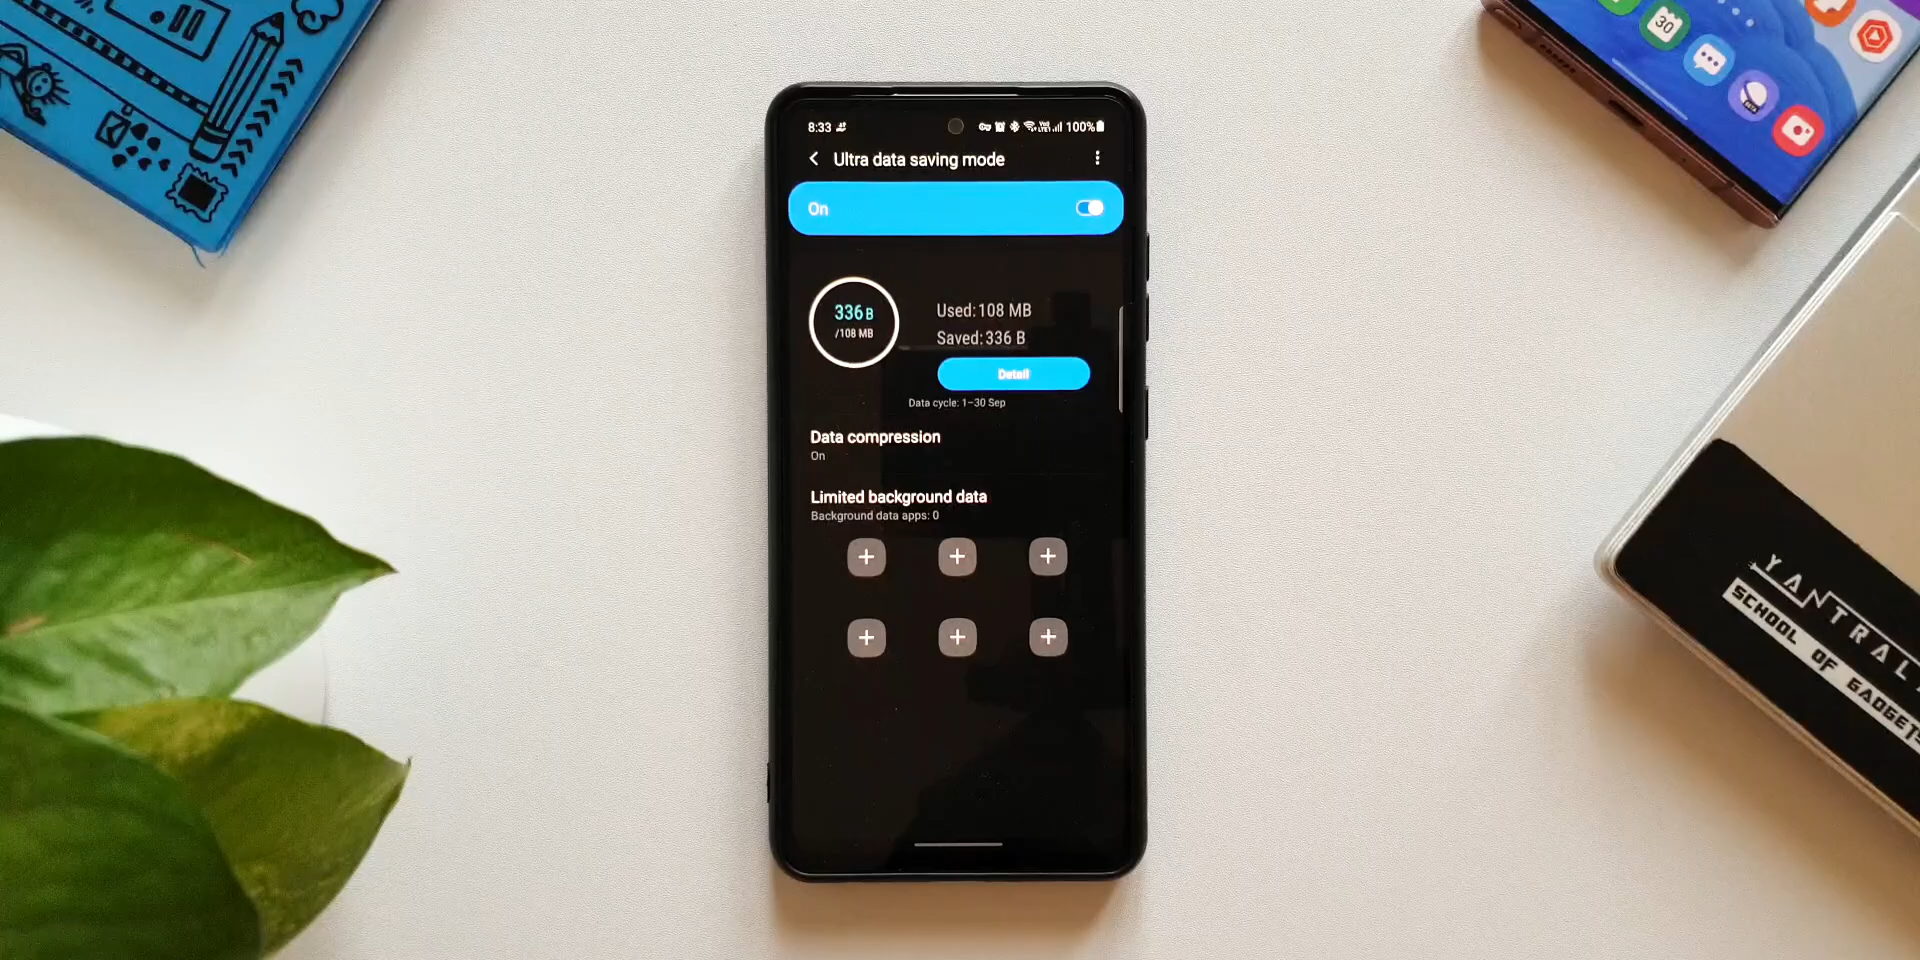 8:33
100%
Ultra data saving mode
On
336 B
/108 MB
Used: 108 MB
Saved: 336 B
Detail
Data cycle: 1–30 Sep
Data compression
On
Limited background data
Background data apps: 0
30
YANTRAL
SCHOOL OF GADGETS